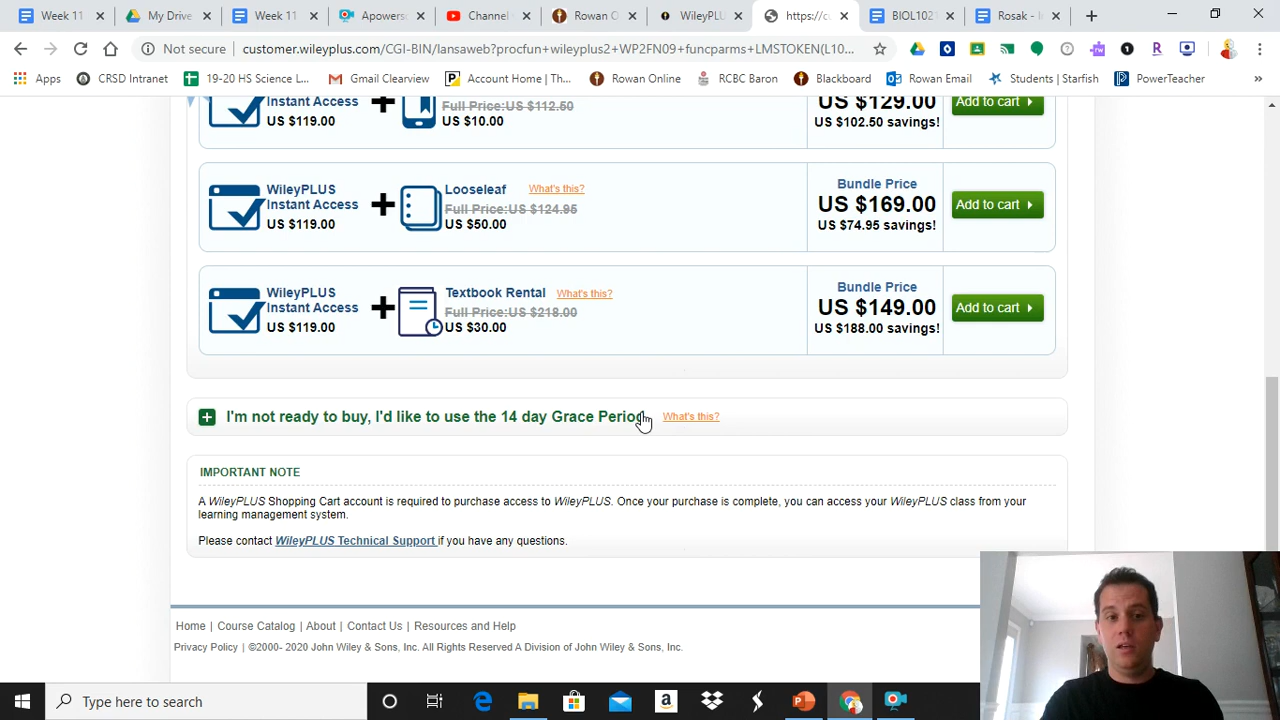 Week 11
My Drive
Week 11
Apowers
Channel
Rowan O
WileyPLU
https://cu
BIOL1021
Rosak - I
Not secure
customer.wileyplus.com/CGI-BIN/lansaweb?procfun+wileyplus2+WP2FN09+funcparms+LMSTOKEN(L10...
Apps
CRSD Intranet
19-20 HS Science L...
Gmail Clearview
Account Home | Th...
Rowan Online
RCBC Baron
Blackboard
Rowan Email
Students | Starfish
PowerTeacher
»
Instant Access
US $119.00
Full Price:US $112.50
US $10.00
US $129.00
US $102.50 savings!
Add to cart
WileyPLUS
Instant Access
US $119.00
Looseleaf
What's this?
Full Price:US $124.95
US $50.00
Bundle Price
US $169.00
US $74.95 savings!
Add to cart
WileyPLUS
Instant Access
US $119.00
Textbook Rental
What's this?
Full Price:US $218.00
US $30.00
Bundle Price
US $149.00
US $188.00 savings!
Add to cart
I'm not ready to buy, I'd like to use the 14 day Grace Period
What's this?
IMPORTANT NOTE
A WileyPLUS Shopping Cart account is required to purchase access to WileyPLUS. Once your purchase is complete, you can access your WileyPLUS class from your
learning management system.
Please contact WileyPLUS Technical Support if you have any questions.
Home | Course Catalog | About | Contact Us | Resources and Help
Privacy Policy | ©2000- 2020 John Wiley & Sons, Inc. All Rights Reserved A Division of John Wiley & Sons, Inc.
Type here to search